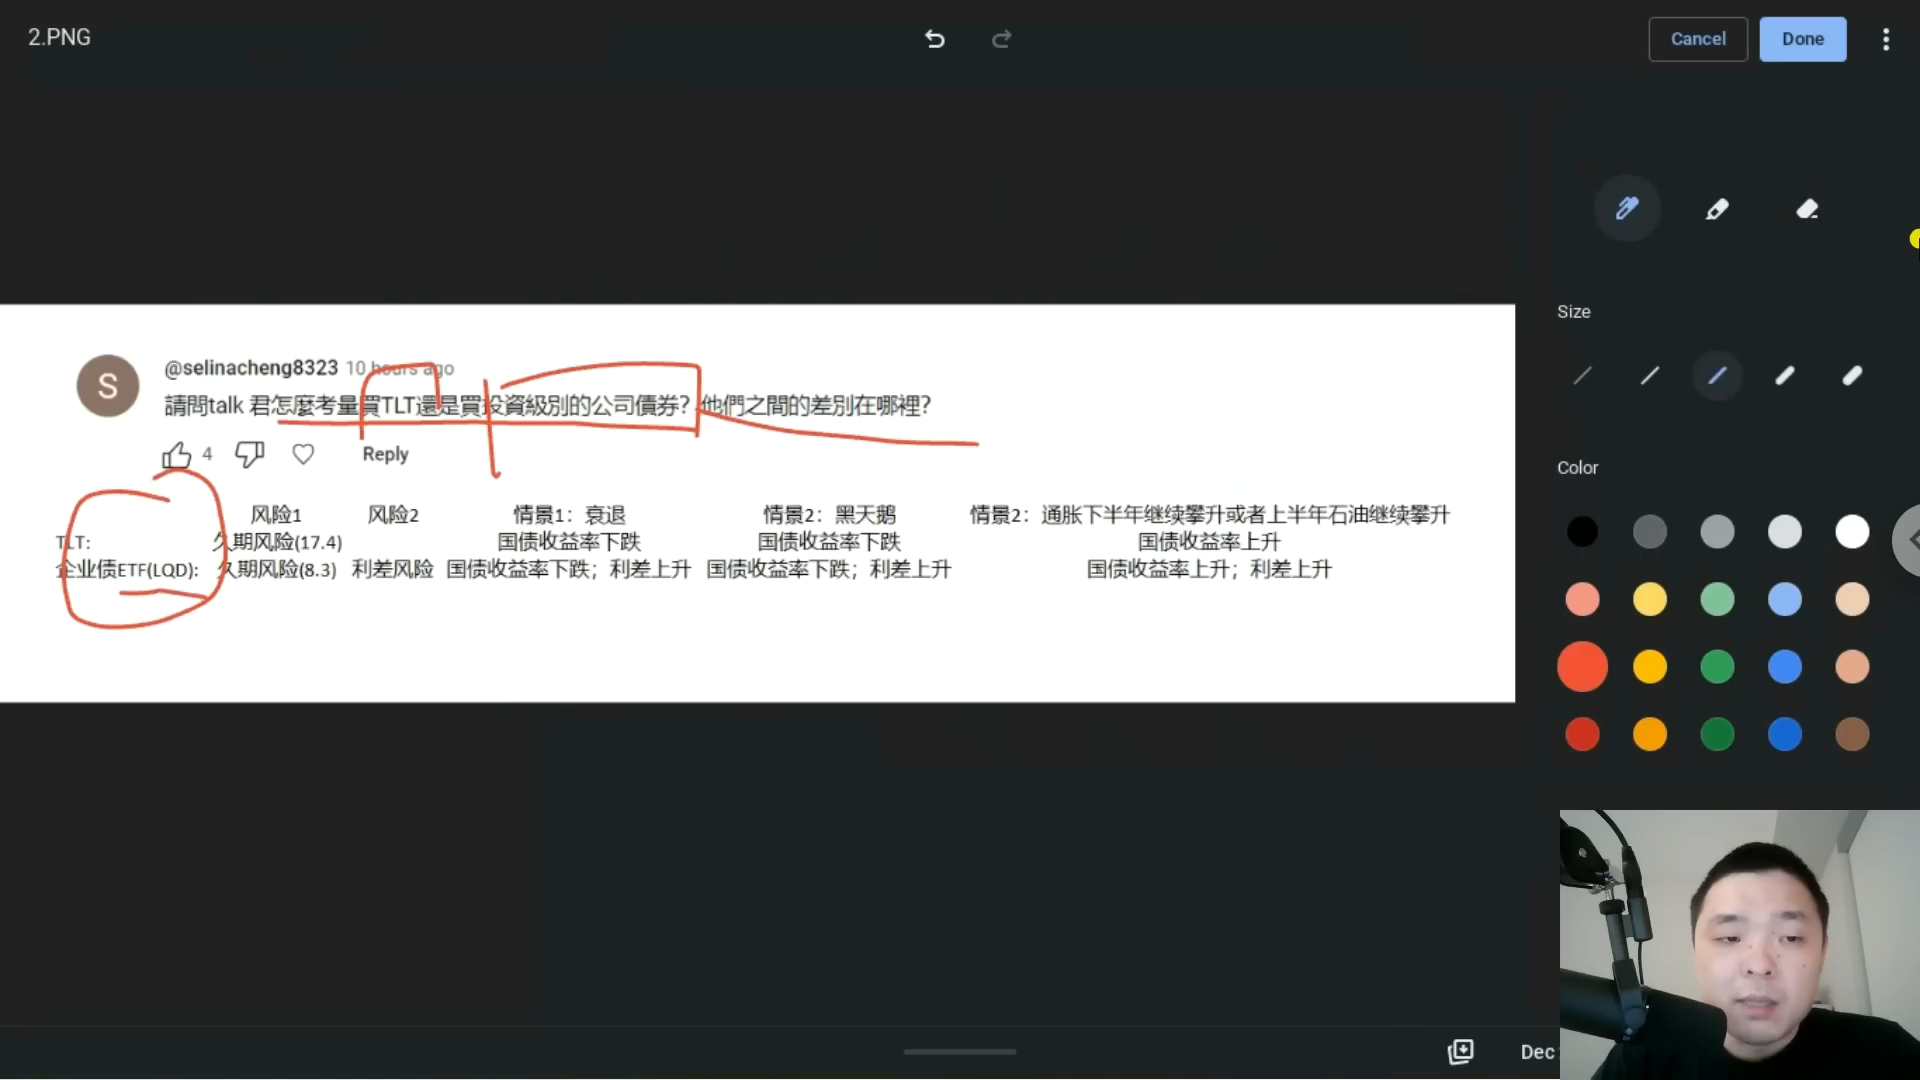 2.PNG
Cancel
Done
@selinacheng8323 10 hours ago
請問talk 君怎麼考量買TLT還是買投資級別的公司債券？他們之間的差別在哪裡？
4
Reply
风险1 风险2 情景1：衰退 情景2：黑天鹅 情景2：通胀下半年继续攀升或者上半年石油继续攀升
TLT: 久期风险(17.4) 国债收益率下跌 国债收益率下跌 国债收益率上升
企业债ETF(LQD): 久期风险(8.3) 利差风险 国债收益率下跌；利差上升 国债收益率下跌；利差上升 国债收益率上升；利差上升
Size
Color
S
Dec